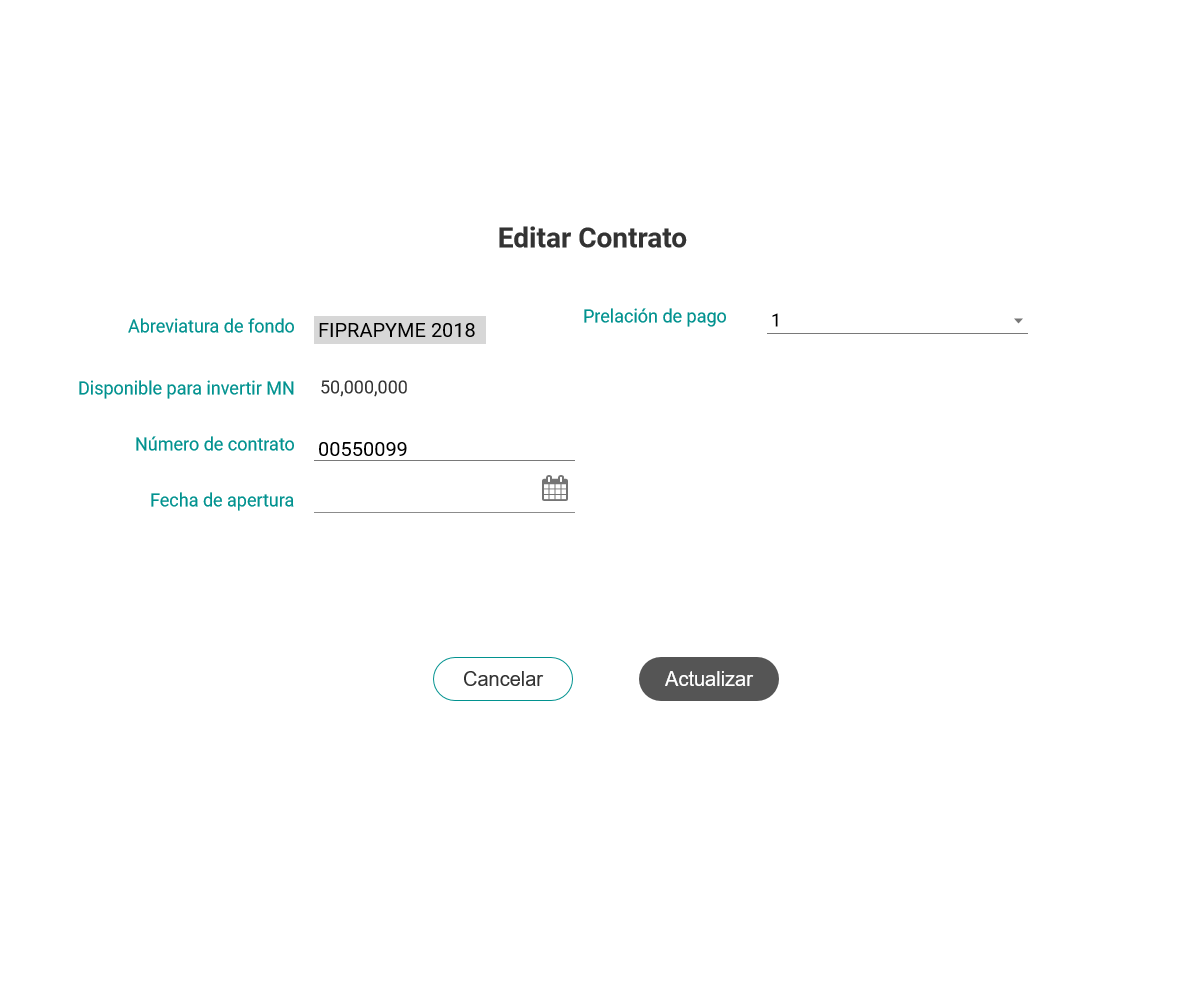 Editar Contrato
Abreviatura de fondo FIPRAPYME 2018 Prelación de pago 1
Disponible para invertir MN 50,000,000
Número de contrato 00550099
Fecha de apertura
Cancelar Actualizar